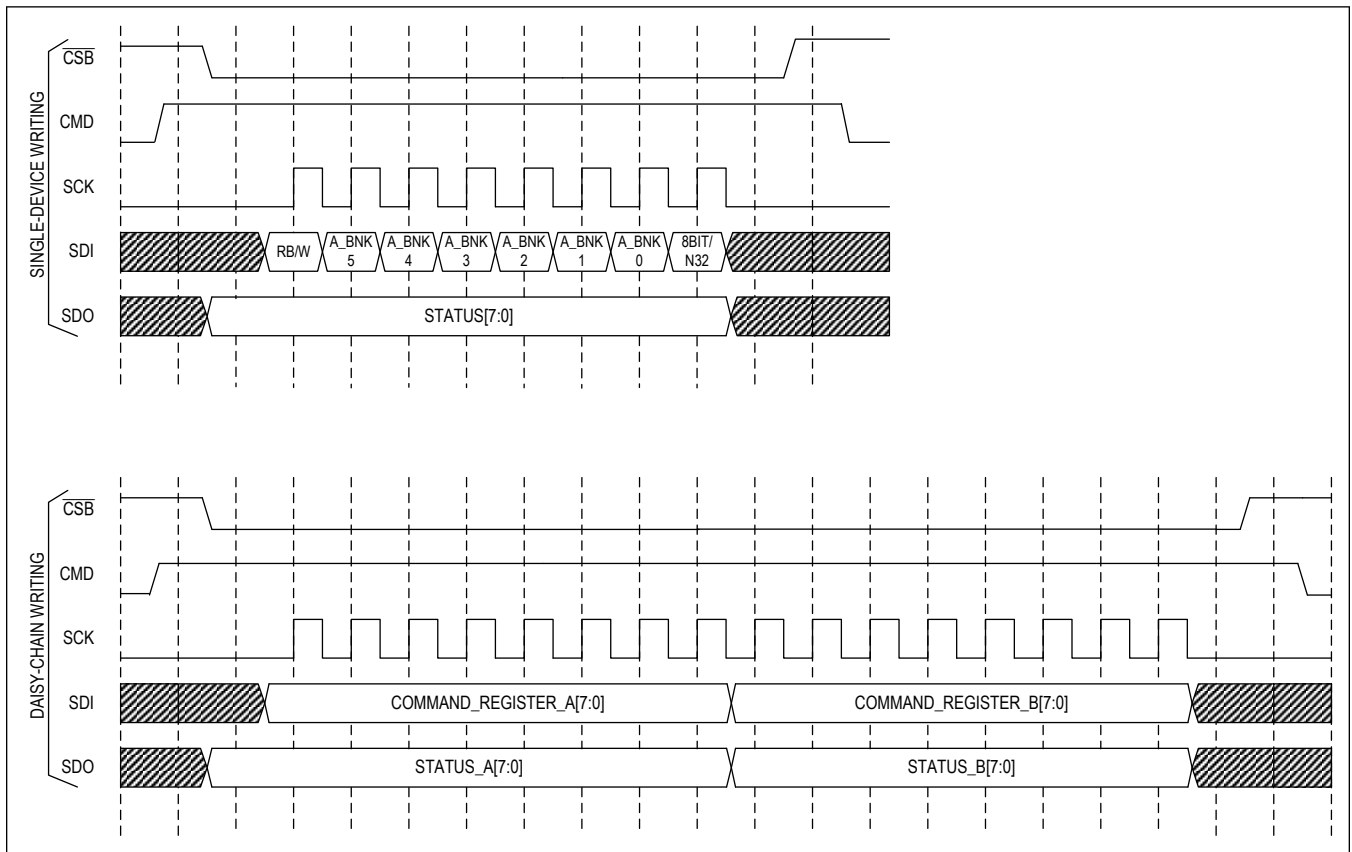 SINGLE-DEVICE WRITING
CSB
CMD
SCK
SDI
RB/W
A_BNK
5
A_BNK
4
A_BNK
3
A_BNK
2
A_BNK
1
A_BNK
0
8BIT/
N32
SDO
STATUS[7:0]
DAISY-CHAIN WRITING
CSB
CMD
SCK
SDI
COMMAND_REGISTER_A[7:0]
COMMAND_REGISTER_B[7:0]
SDO
STATUS_A[7:0]
STATUS_B[7:0]